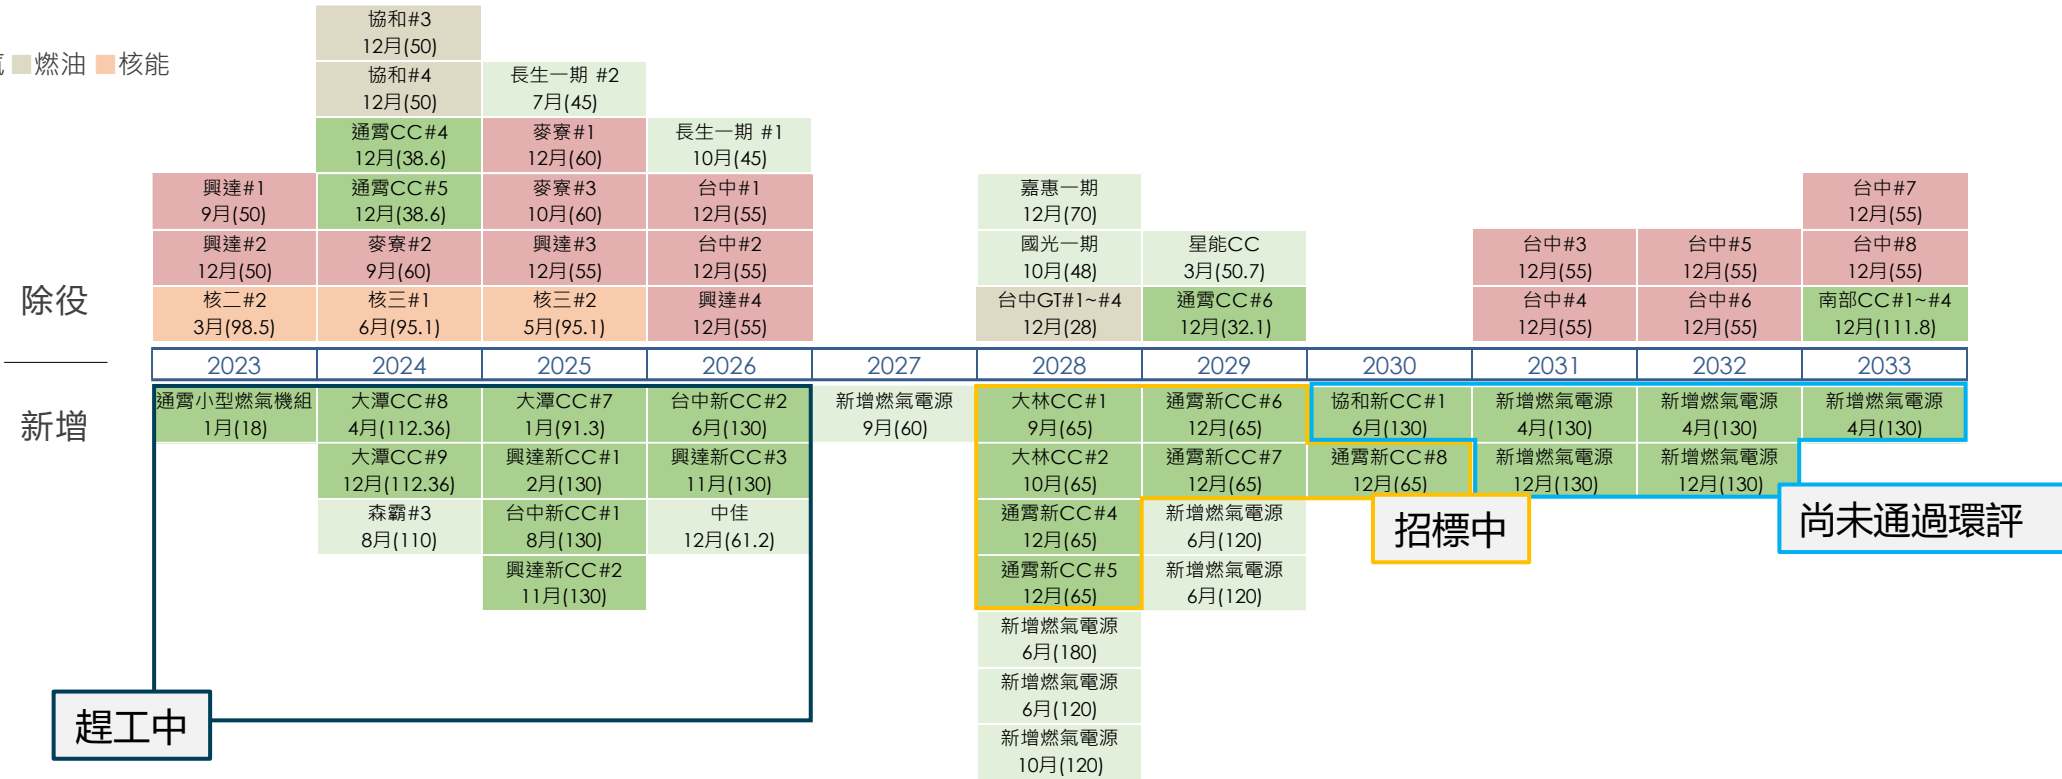 協和#3
12月(50)
氣 燃油 核能
協和#4
12月(50)
長生一期 #2
7月(45)
通霄CC#4
12月(38.6)
麥寮#1
12月(60)
長生一期 #1
10月(45)
興達#1
9月(50)
通霄CC#5
12月(38.6)
麥寮#3
10月(60)
台中#1
12月(55)
嘉惠一期
12月(70)
台中#7
12月(55)
興達#2
12月(50)
麥寮#2
9月(60)
興達#3
12月(55)
台中#2
12月(55)
國光一期
10月(48)
星能CC
3月(50.7)
台中#3
12月(55)
台中#5
12月(55)
台中#8
12月(55)
除役
核二#2
3月(98.5)
核三#1
6月(95.1)
核三#2
5月(95.1)
興達#4
12月(55)
台中GT#1~#4
12月(28)
通霄CC#6
12月(32.1)
台中#4
12月(55)
台中#6
12月(55)
南部CC#1~#4
12月(111.8)
2023 2024 2025 2026 2027 2028 2029 2030 2031 2032 2033
新增
通霄小型燃氣機組
1月(18)
大潭CC#8
4月(112.36)
大潭CC#7
1月(91.3)
台中新CC#2
6月(130)
新增燃氣電源
9月(60)
大林CC#1
9月(65)
通霄新CC#6
12月(65)
協和新CC#1
6月(130)
新增燃氣電源
4月(130)
新增燃氣電源
4月(130)
新增燃氣電源
4月(130)
大潭CC#9
12月(112.36)
興達新CC#1
2月(130)
興達新CC#3
11月(130)
大林CC#2
10月(65)
通霄新CC#7
12月(65)
通霄新CC#8
12月(65)
新增燃氣電源
12月(130)
新增燃氣電源
12月(130)
森霸#3
8月(110)
台中新CC#1
8月(130)
中佳
12月(61.2)
通霄新CC#4
12月(65)
新增燃氣電源
6月(120)
招標中
尚未通過環評
興達新CC#2
11月(130)
通霄新CC#5
12月(65)
新增燃氣電源
6月(120)
新增燃氣電源
6月(180)
新增燃氣電源
6月(120)
趕工中
新增燃氣電源
10月(120)